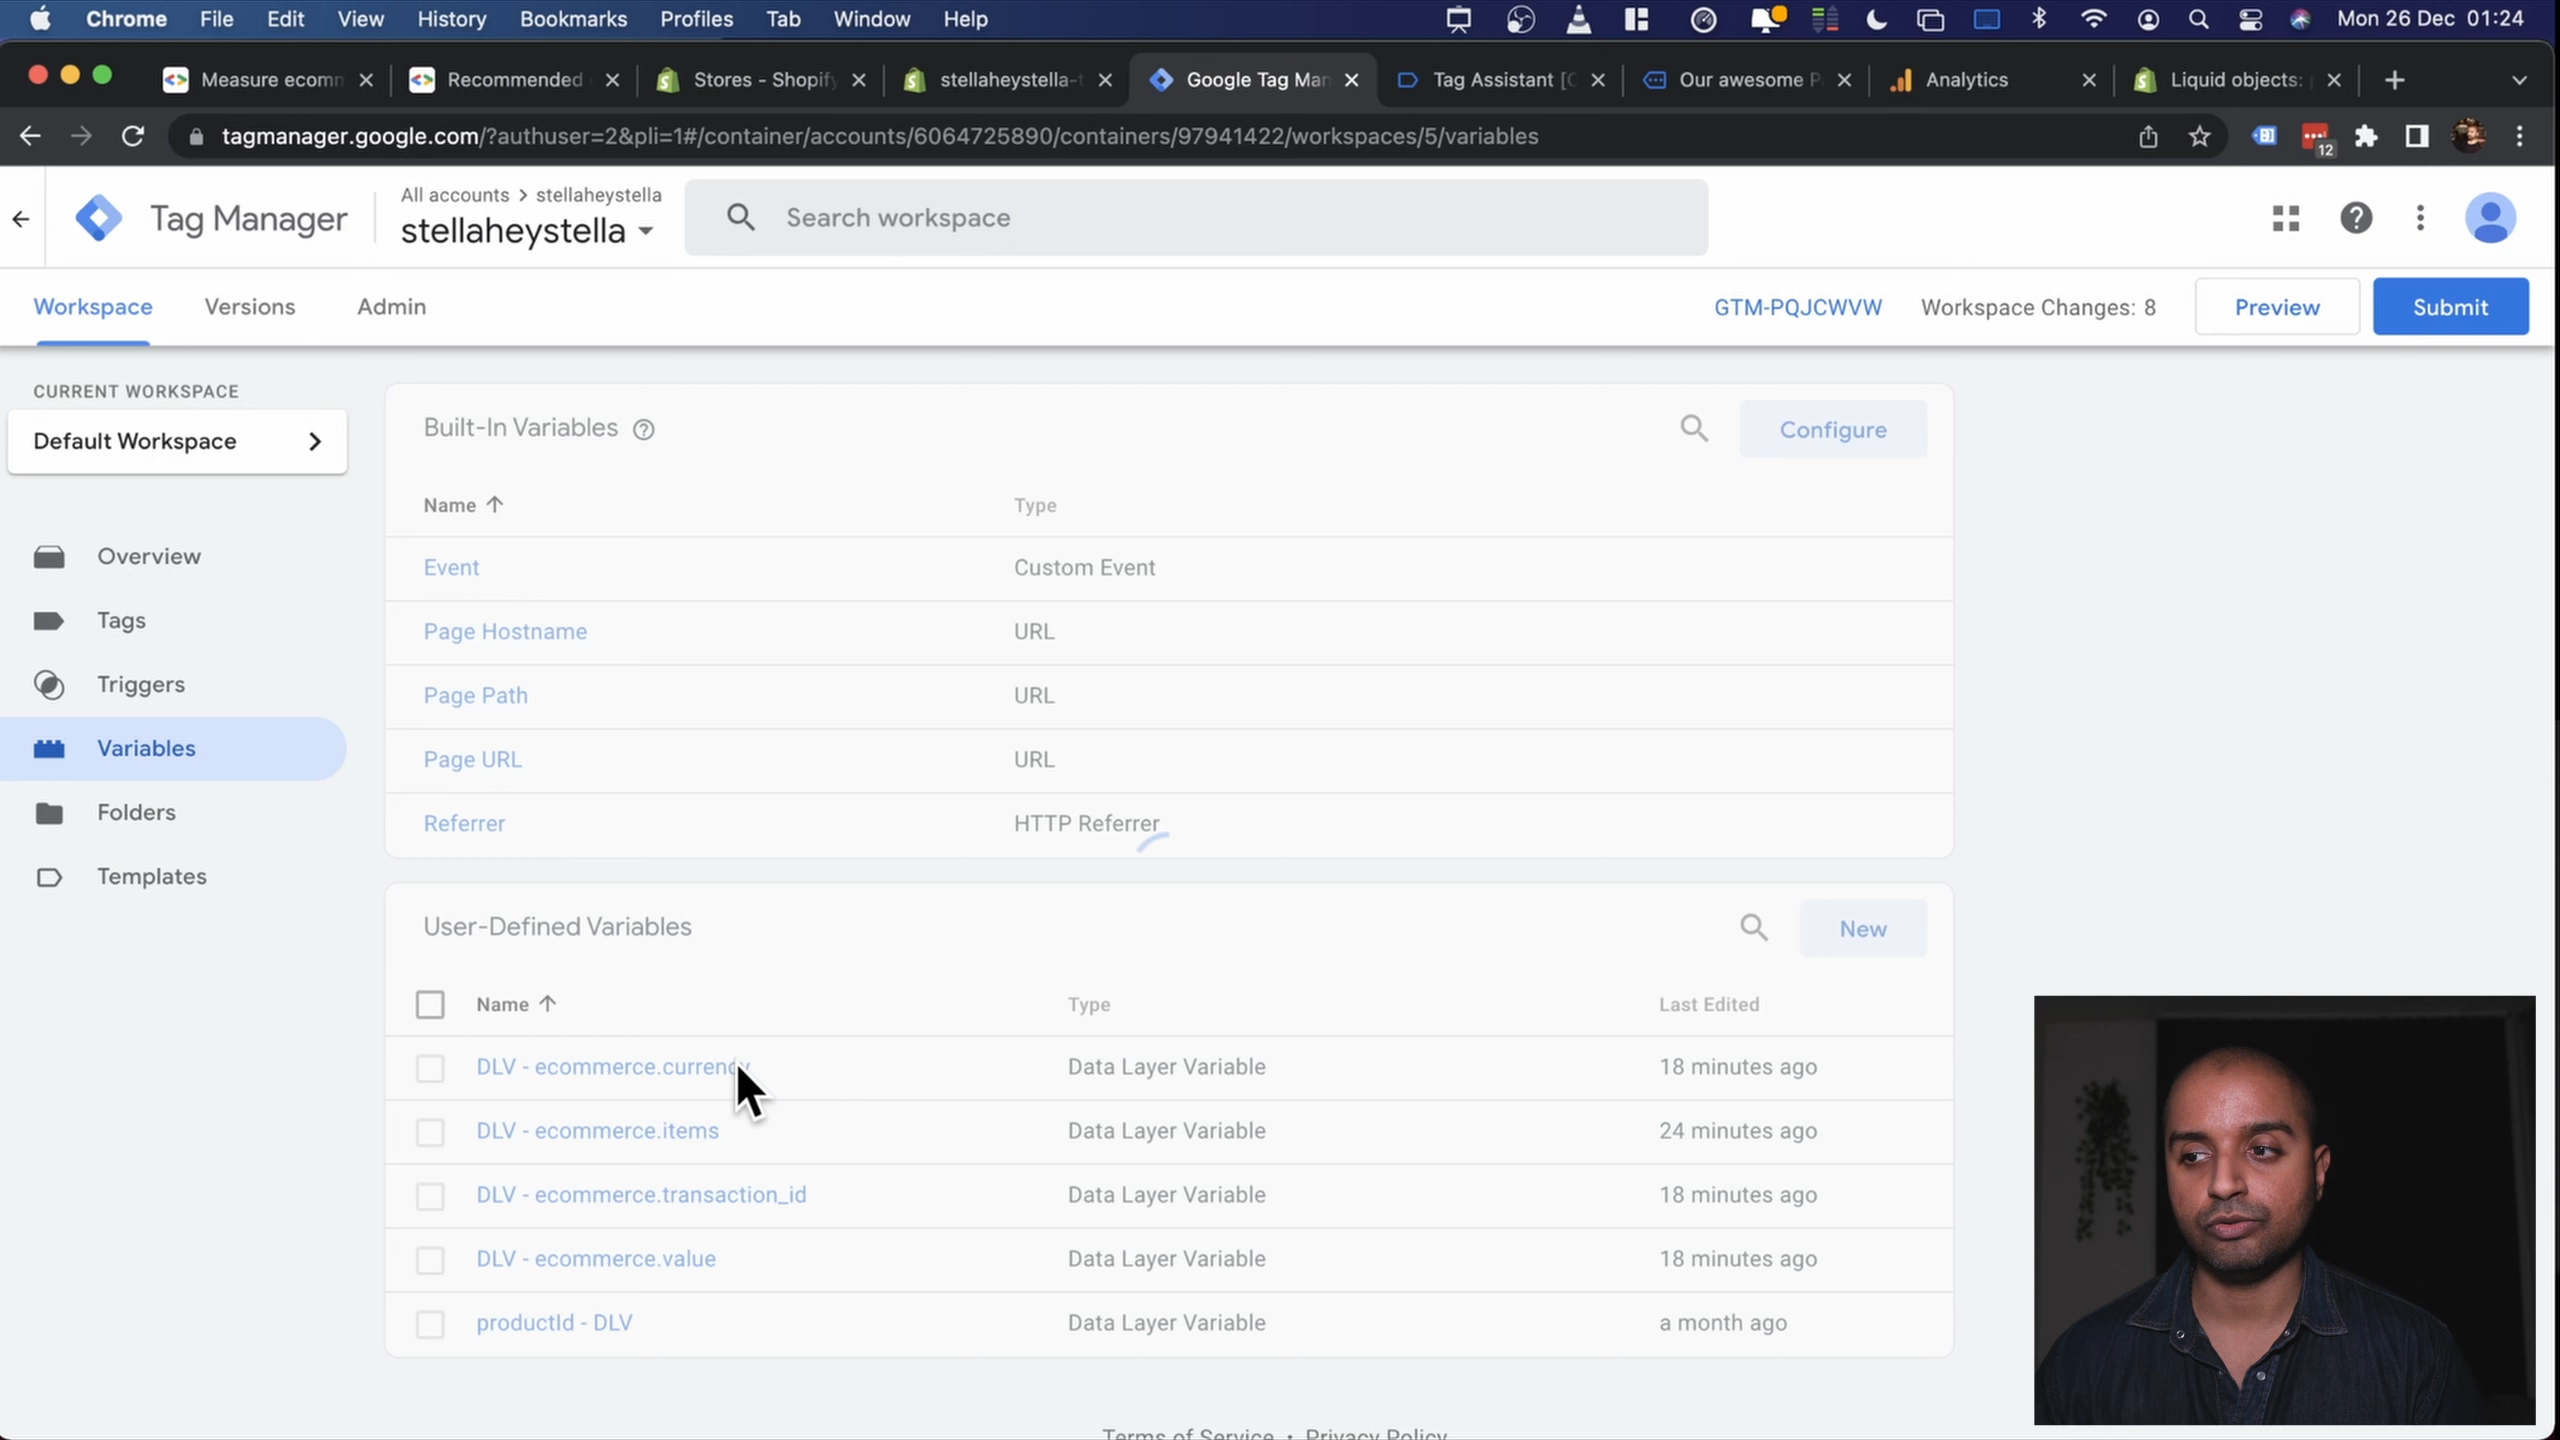 Chrome File Edit View History Bookmarks Profiles Tab Window Help Mon 26 Dec 01:24
Measure ecomm Recommended Stores - Shopify stellaheystella-t Google Tag Man Tag Assistant [C Our awesome P Analytics Liquid objects:
tagmanager.google.com/?authuser=2&pli=1#/container/accounts/6064725890/containers/97941422/workspaces/5/variables
12
Tag Manager
All accounts > stellaheystella
stellaheystella
Search workspace
Workspace Versions Admin GTM-PQJCWVW Workspace Changes: 8 Preview Submit
CURRENT WORKSPACE
Default Workspace
Overview
Tags
Triggers
Variables
Folders
Templates
Built-In Variables Configure
Name Type
Event Custom Event
Page Hostname URL
Page Path URL
Page URL URL
Referrer HTTP Referrer
User-Defined Variables New
Name Type Last Edited
DLV - ecommerce.currency Data Layer Variable 18 minutes ago
DLV - ecommerce.items Data Layer Variable 24 minutes ago
DLV - ecommerce.transaction_id Data Layer Variable 18 minutes ago
DLV - ecommerce.value Data Layer Variable 18 minutes ago
productId - DLV Data Layer Variable a month ago
Terms of Service · Privacy Policy